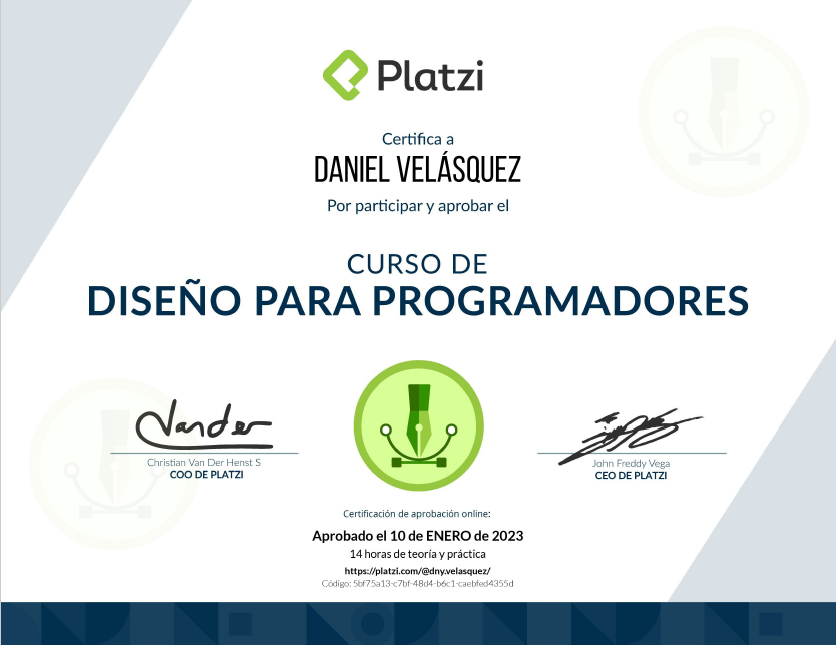 Platzi
Certifica a
DANIEL VELÁSQUEZ
Por participar y aprobar el
CURSO DE
DISEÑO PARA PROGRAMADORES
Vander
Christian Van Der Henst S
COO DE PLATZI
John Freddy Vega
CEO DE PLATZI
Certificación de aprobación online:
Aprobado el 10 de ENERO de 2023
14 horas de teoría y práctica
https://platzi.com/@dny.velasquez/
Código: 5bf75a13-c7bf-48d4-b6c1-caebfed4355d